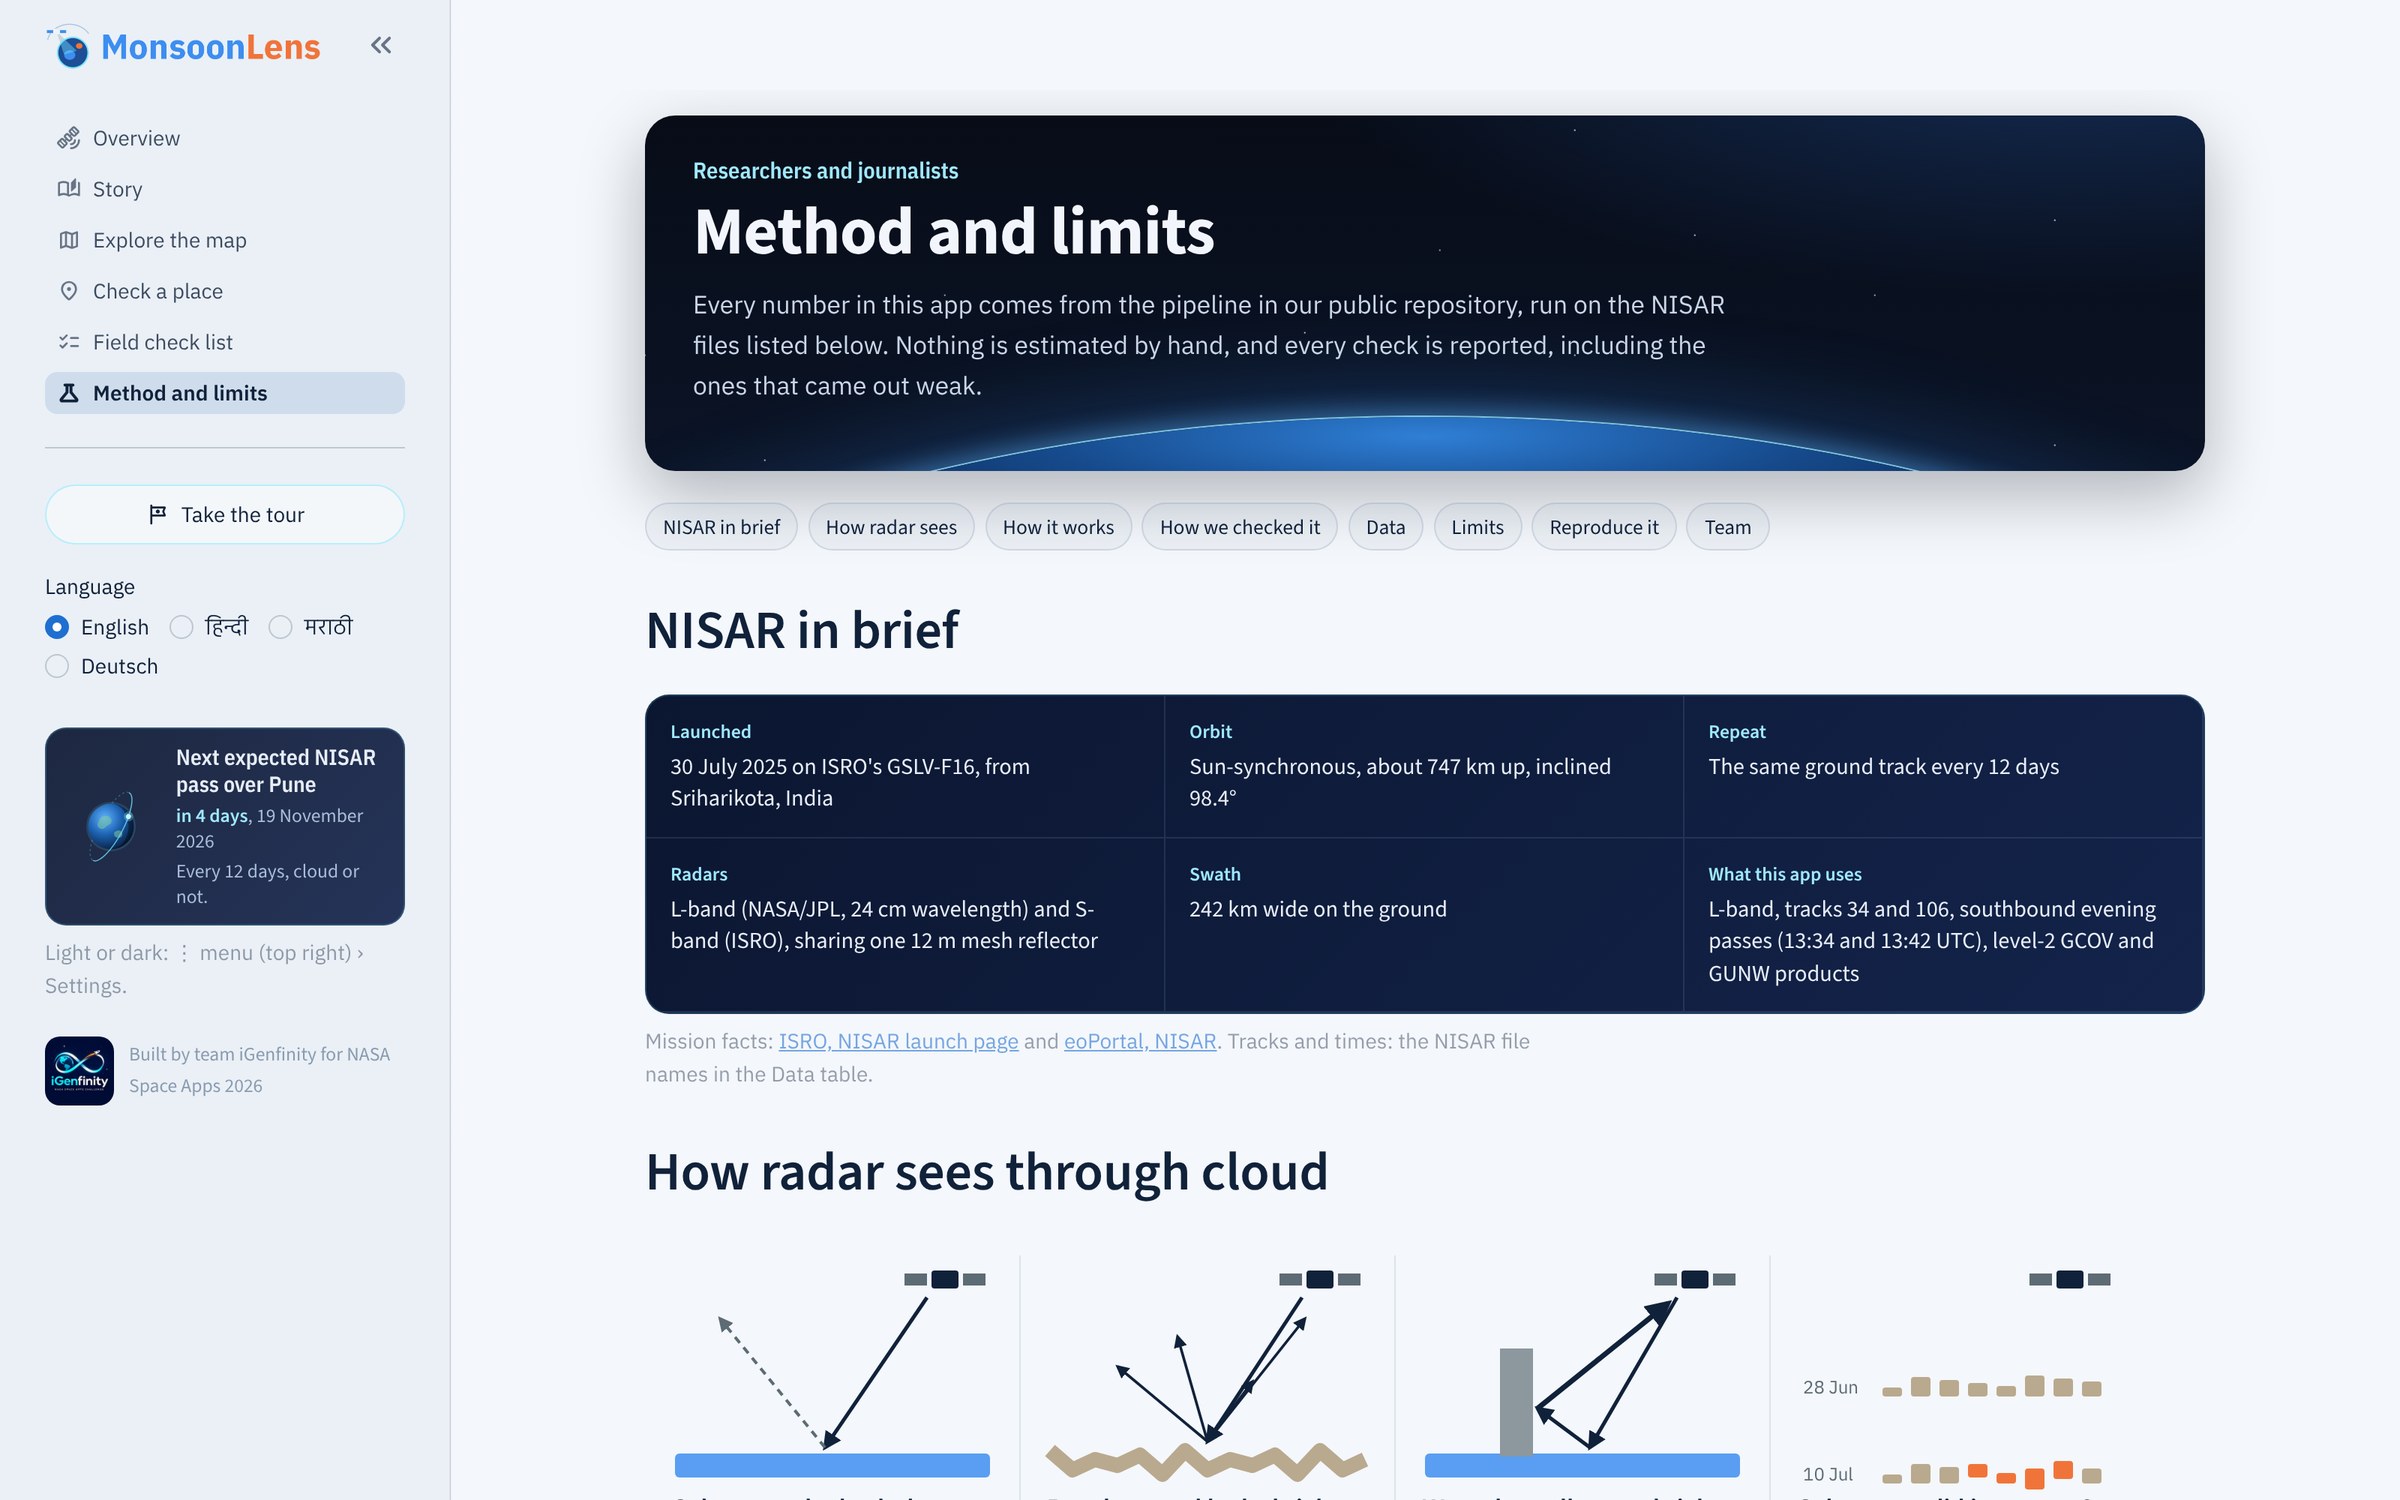 MonsoonLens
Overview
Story
Explore the map
Check a place
Field check list
Method and limits
Take the tour
Language
English
हिन्दी
मराठी
Deutsch
Next expected NISAR
pass over Pune
in 4 days, 19 November
2026
Every 12 days, cloud or
not.
Light or dark: ⋮ menu (top right) ›
Settings.
iGenfinity
Built by team iGenfinity for NASA
Space Apps 2026
Researchers and journalists
Method and limits
Every number in this app comes from the pipeline in our public repository, run on the NISAR
files listed below. Nothing is estimated by hand, and every check is reported, including the
ones that came out weak.
NISAR in brief
How radar sees
How it works
How we checked it
Data
Limits
Reproduce it
Team
NISAR in brief
Launched
30 July 2025 on ISRO's GSLV-F16, from
Sriharikota, India
Orbit
Sun-synchronous, about 747 km up, inclined
98.4°
Repeat
The same ground track every 12 days
Radars
L-band (NASA/JPL, 24 cm wavelength) and S-
band (ISRO), sharing one 12 m mesh reflector
Swath
242 km wide on the ground
What this app uses
L-band, tracks 34 and 106, southbound evening
passes (13:34 and 13:42 UTC), level-2 GCOV and
GUNW products
Mission facts: ISRO, NISAR launch page and eoPortal, NISAR. Tracks and times: the NISAR file
names in the Data table.
How radar sees through cloud
28 Jun
10 Jul